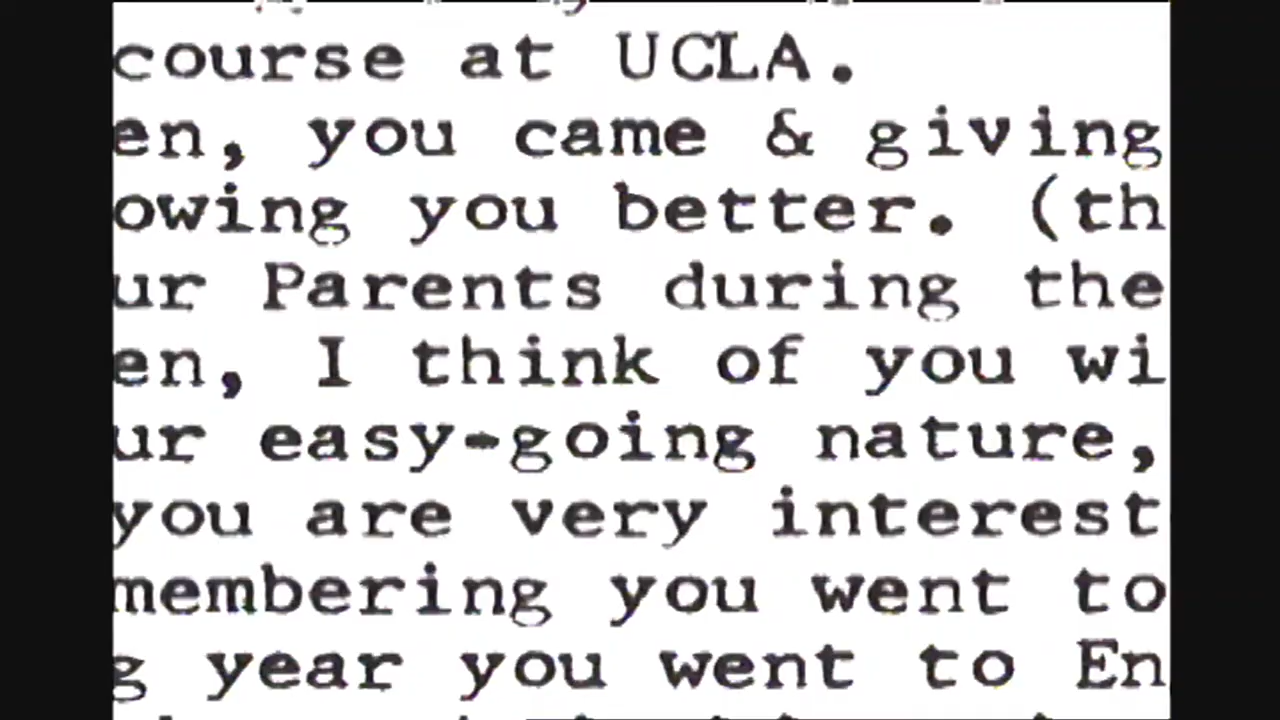 course at UCLA.
en, you came & giving
owing you better. (th
ur Parents during the
en, I think of you wi
ur easy-going nature,
you are very interest
membering you went to
g year you went to En